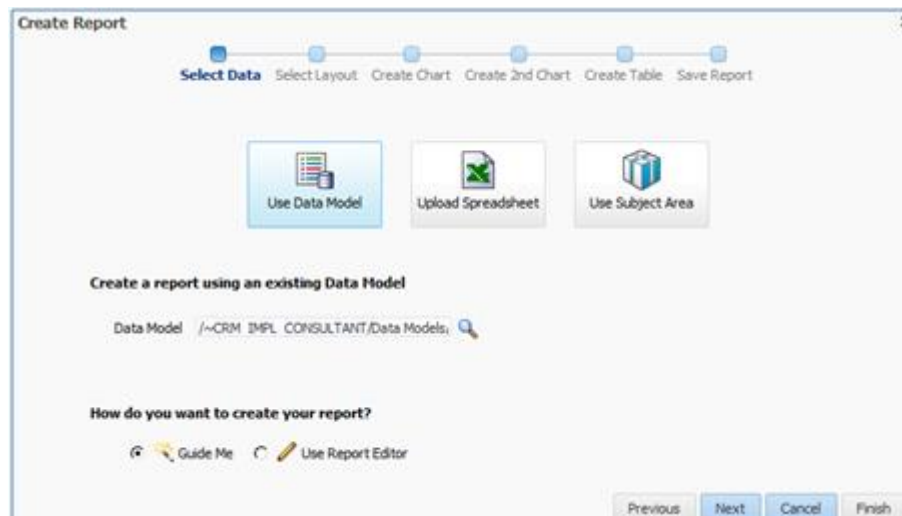 Create Report
Select Data Select Layout Create Chart Create 2nd Chart Create Table Save Report
Use Data Model Upload Spreadsheet Use Subject Area
Create a report using an existing Data Model
Data Model /~CRM IMPL CONSULTANT/Data Models/
How do you want to create your report?
Guide Me Use Report Editor
Previous Next Cancel Finish